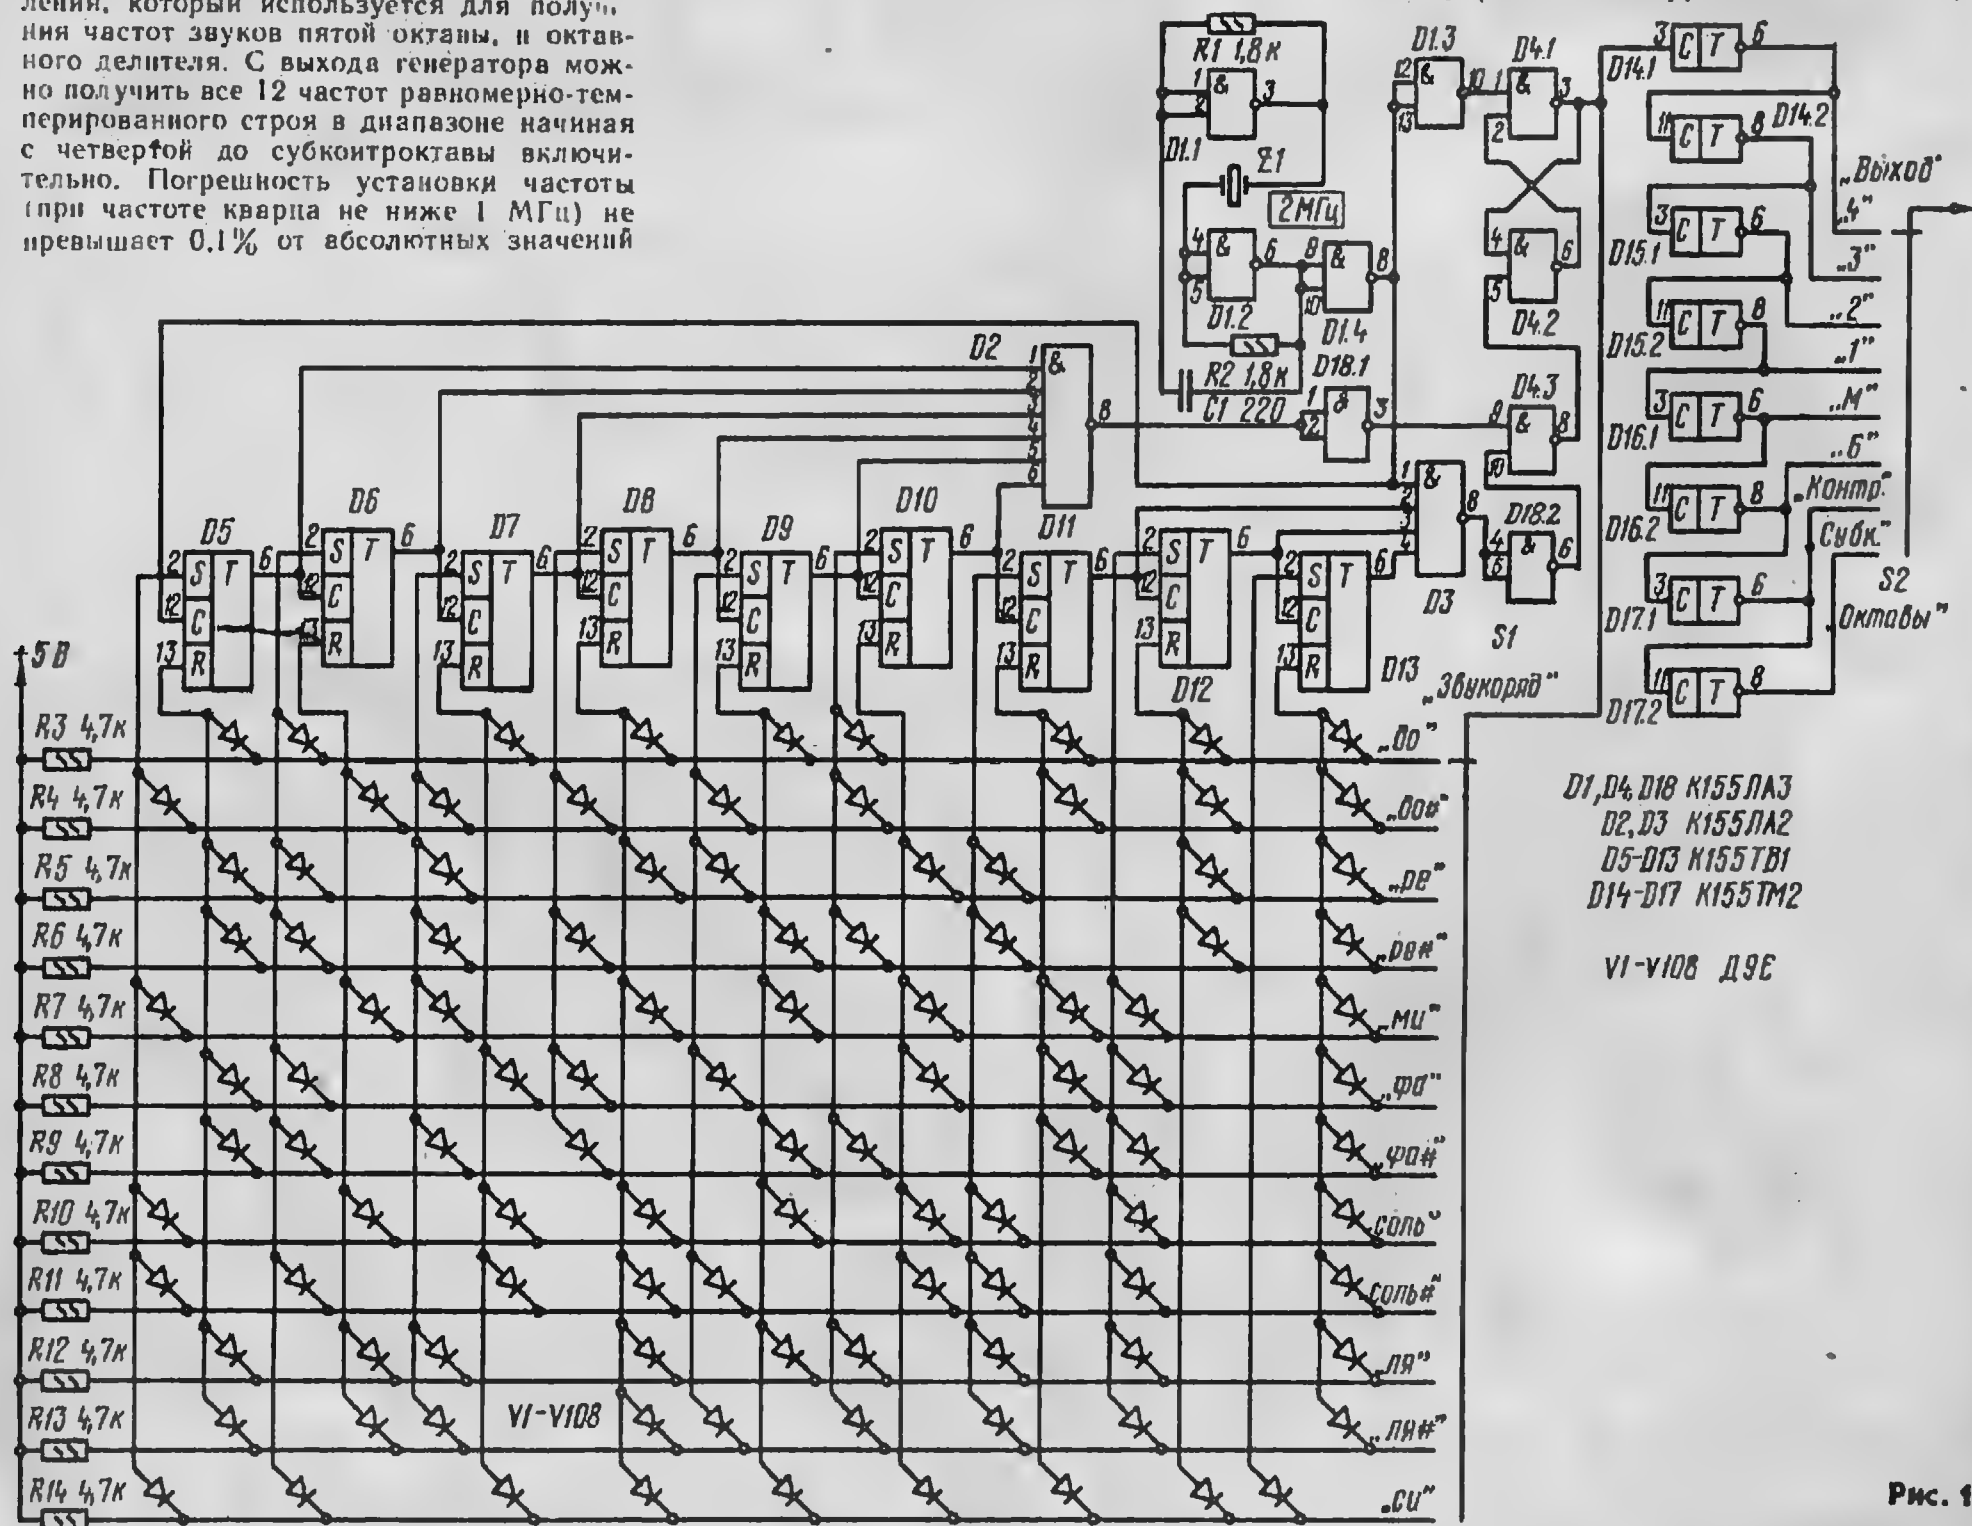 ления, который используется для получе-
ния частот звуков пятой октавы, и октав-
ного делителя. С выхода генератора мож-
но получить все 12 частот равномерно-тем-
перированного строя в диапазоне начиная
с четвертой до субконтроктавы включи-
тельно. Погрешность установки частоты
(при частоте кварца не ниже 1 МГц) не
превышает 0,1% от абсолютных значений
R1 1,8к
D1.1
Z1
2МГц
D1.2
D1.4
R2 1,8к
C1 220
D1.3
D4.1
D4.2
D18.1
D4.3
D18.2
D2
D3
D14.1
D14.2
D15.1
D15.2
D16.1
D16.2
D17.1
D17.2
„Выход"
„4"
„3"
„2"
„1"
„М"
„Б"
„Контр."
„Субк."
S2
„Октавы"
S1
„Звукоряд"
D5
D6
D7
D8
D9
D10
D11
D12
D13
+5В
R3 4,7к
„до"
R4 4,7к
„до#"
R5 4,7к
„ре"
R6 4,7к
„ре#"
R7 4,7к
„ми"
R8 4,7к
„фа"
R9 4,7к
„фа#"
R10 4,7к
„соль"
R11 4,7к
„соль#"
R12 4,7к
„ля"
R13 4,7к
V1-V108
„ля#"
R14 4,7к
„си"
D1,D4,D18 К155ЛА3
D2,D3 К155ЛА2
D5-D13 К155ТВ1
D14-D17 К155ТМ2
V1-V108 Д9Е
Рис. 1